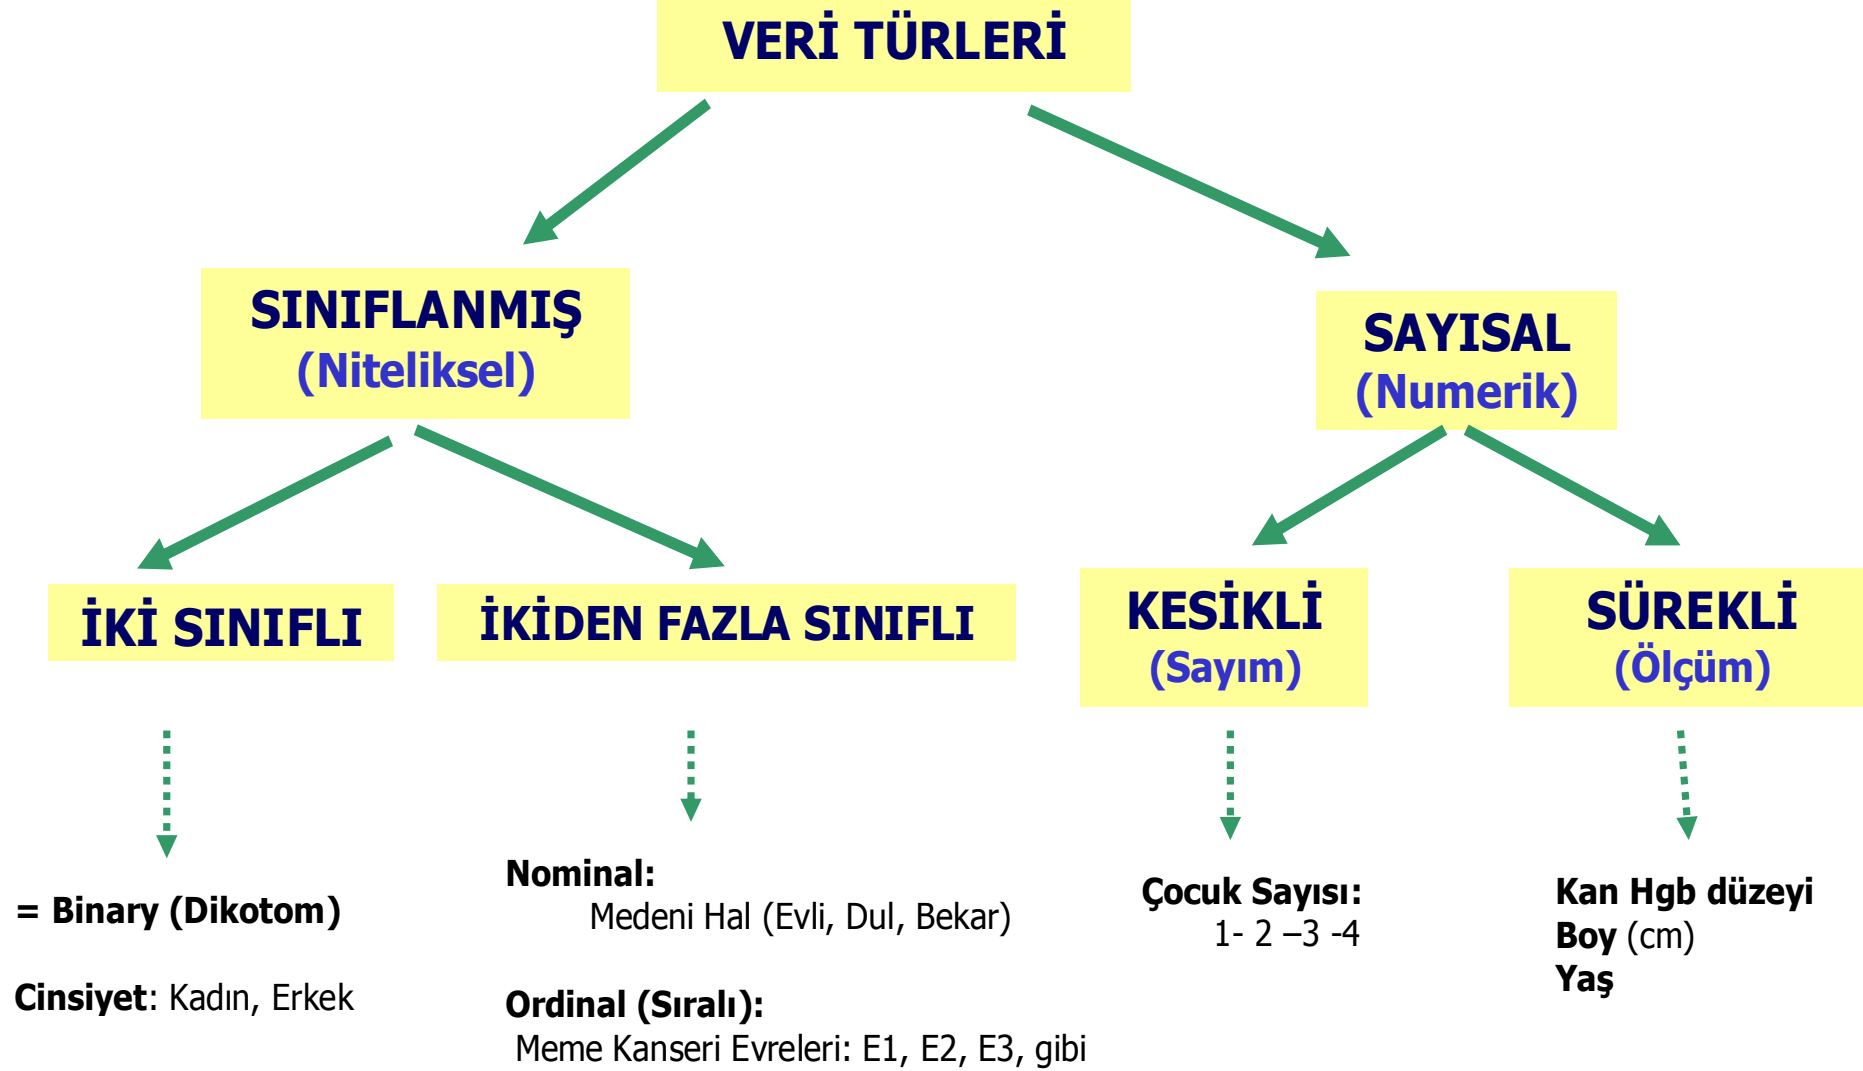 VERİ TÜRLERİ
SINIFLANMIŞ
(Niteliksel)
SAYISAL
(Numerik)
İKİ SINIFLI
İKİDEN FAZLA SINIFLI
KESİKLİ
(Sayım)
SÜREKLİ
(Ölçüm)
= Binary (Dikotom)
Cinsiyet: Kadın, Erkek
Nominal:
Medeni Hal (Evli, Dul, Bekar)
Ordinal (Sıralı):
Meme Kanseri Evreleri: E1, E2, E3, gibi
Çocuk Sayısı:
1- 2 –3 -4
Kan Hgb düzeyi
Boy (cm)
Yaş